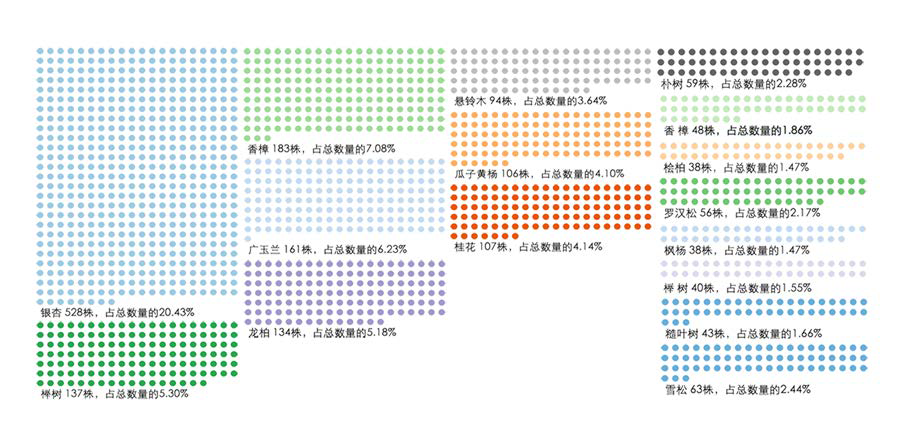 银杏 528株，占总数量的20.43%
榉树 137株，占总数量的5.30%
香樟 183株，占总数量的7.08%
广玉兰 161株，占总数量的6.23%
龙柏 134株，占总数量的5.18%
悬铃木 94株，占总数量的3.64%
瓜子黄杨 106株，占总数量的4.10%
桂花 107株，占总数量的4.14%
朴树 59株，占总数量的2.28%
香 樟 48株，占总数量的1.86%
桧柏 38株，占总数量的1.47%
罗汉松 56株，占总数量的2.17%
枫杨 38株，占总数量的1.47%
榉 树 40株，占总数量的1.55%
糙叶树 43株，占总数量的1.66%
雪松 63株，占总数量的2.44%